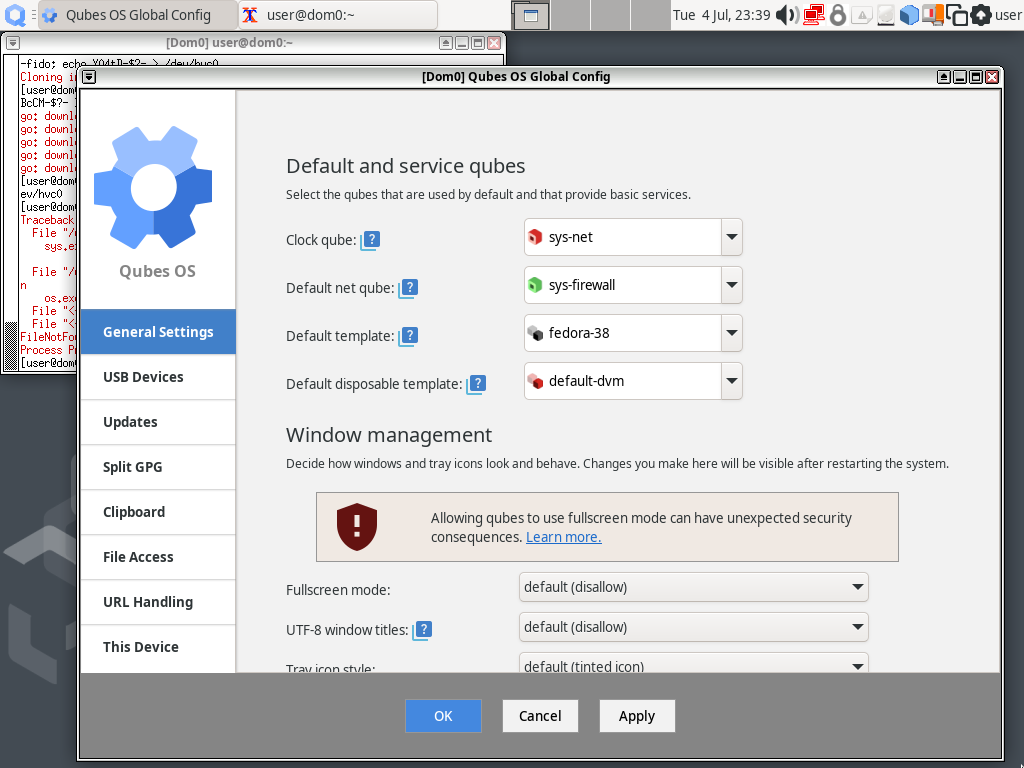 Qubes OS Global Config
user@dom0:~
Tue 4 Jul, 23:39
user
[Dom0] user@dom0:~
-fido; echo YO4tD-$?- > /dev/hvc0
Cloning i
[user@dom
BcCM-$?-
go: downl
go: downl
go: downl
go: downl
go: downl
[user@dom
ev/hvc0
[user@dom
Traceback
File "/
sys.e
File "/
n
os.exe
File "<
File "<
FileNotFou
Process P
[user@dom
[Dom0] Qubes OS Global Config
Qubes OS
General Settings
USB Devices
Updates
Split GPG
Clipboard
File Access
URL Handling
This Device
Default and service qubes
Select the qubes that are used by default and that provide basic services.
Clock qube: ? sys-net
Default net qube: ? sys-firewall
Default template: ? fedora-38
Default disposable template: ? default-dvm
Window management
Decide how windows and tray icons look and behave. Changes you make here will be visible after restarting the system.
Allowing qubes to use fullscreen mode can have unexpected security
consequences. Learn more.
Fullscreen mode: default (disallow)
UTF-8 window titles: ? default (disallow)
Tray icon style: default (tinted icon)
OK Cancel Apply